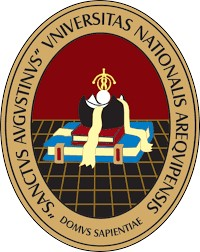 "SANCTVS AVGVSTINVS" VNIVERSITAS NATIONALIS AREQVIPENSIS
DOMVS SAPIENTIAE